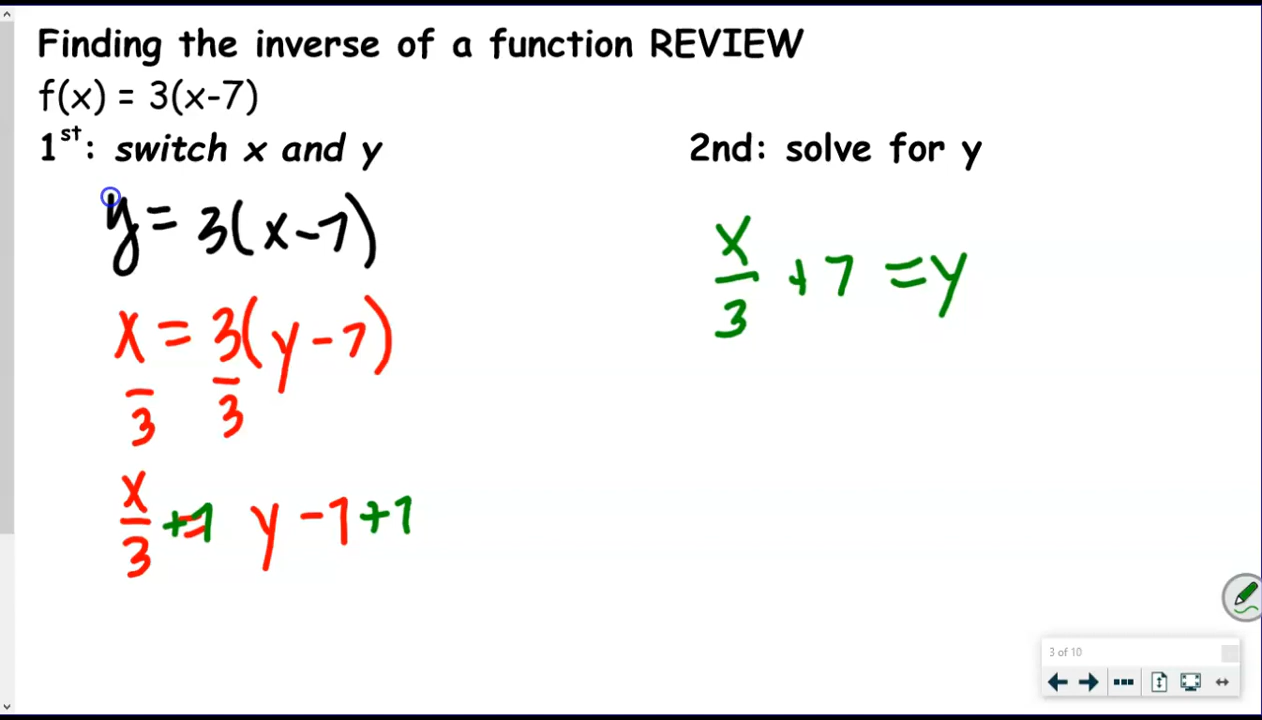 Finding the inverse of a function REVIEW
f(x) = 3(x-7)
1st: switch x and y
y = 3(x-7)
x = 3(y-7)
3 3
x/3 +7 = y -7 +7
2nd: solve for y
x/3 +7 = y
3 of 10